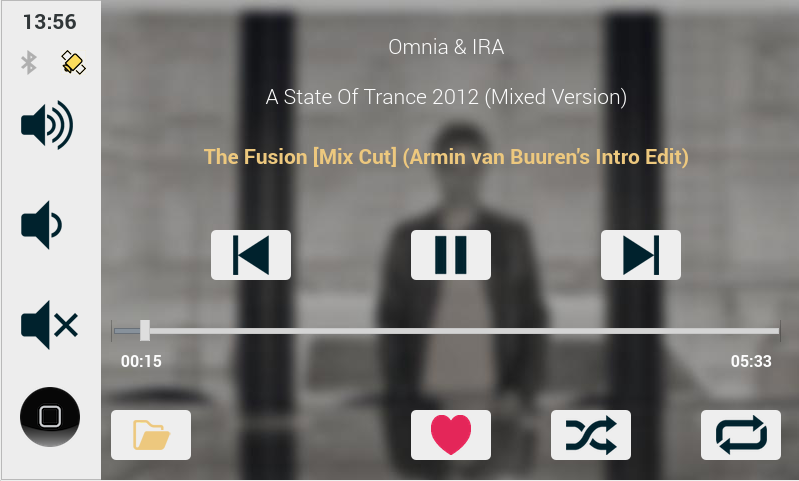 13:56
Omnia & IRA
A State Of Trance 2012 (Mixed Version)
The Fusion [Mix Cut] (Armin van Buuren's Intro Edit)
00:15
05:33